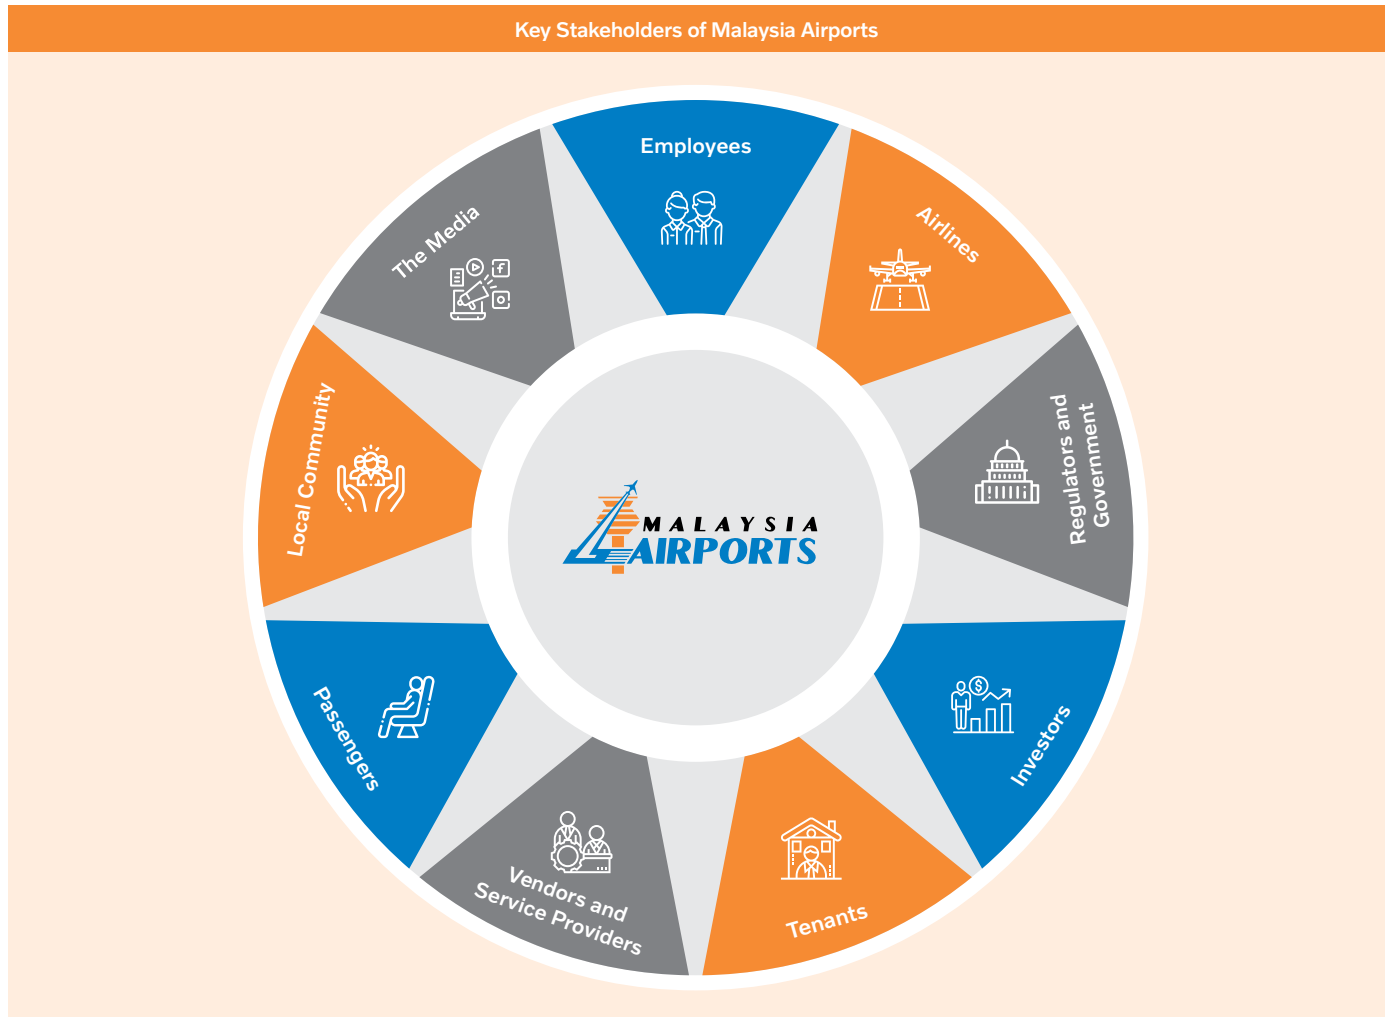 Key Stakeholders of Malaysia Airports
Employees
Airlines
Regulators and
Government
Investors
Tenants
Vendors and
Service Providers
Passengers
Local Community
The Media
MALAYSIA
AIRPORTS